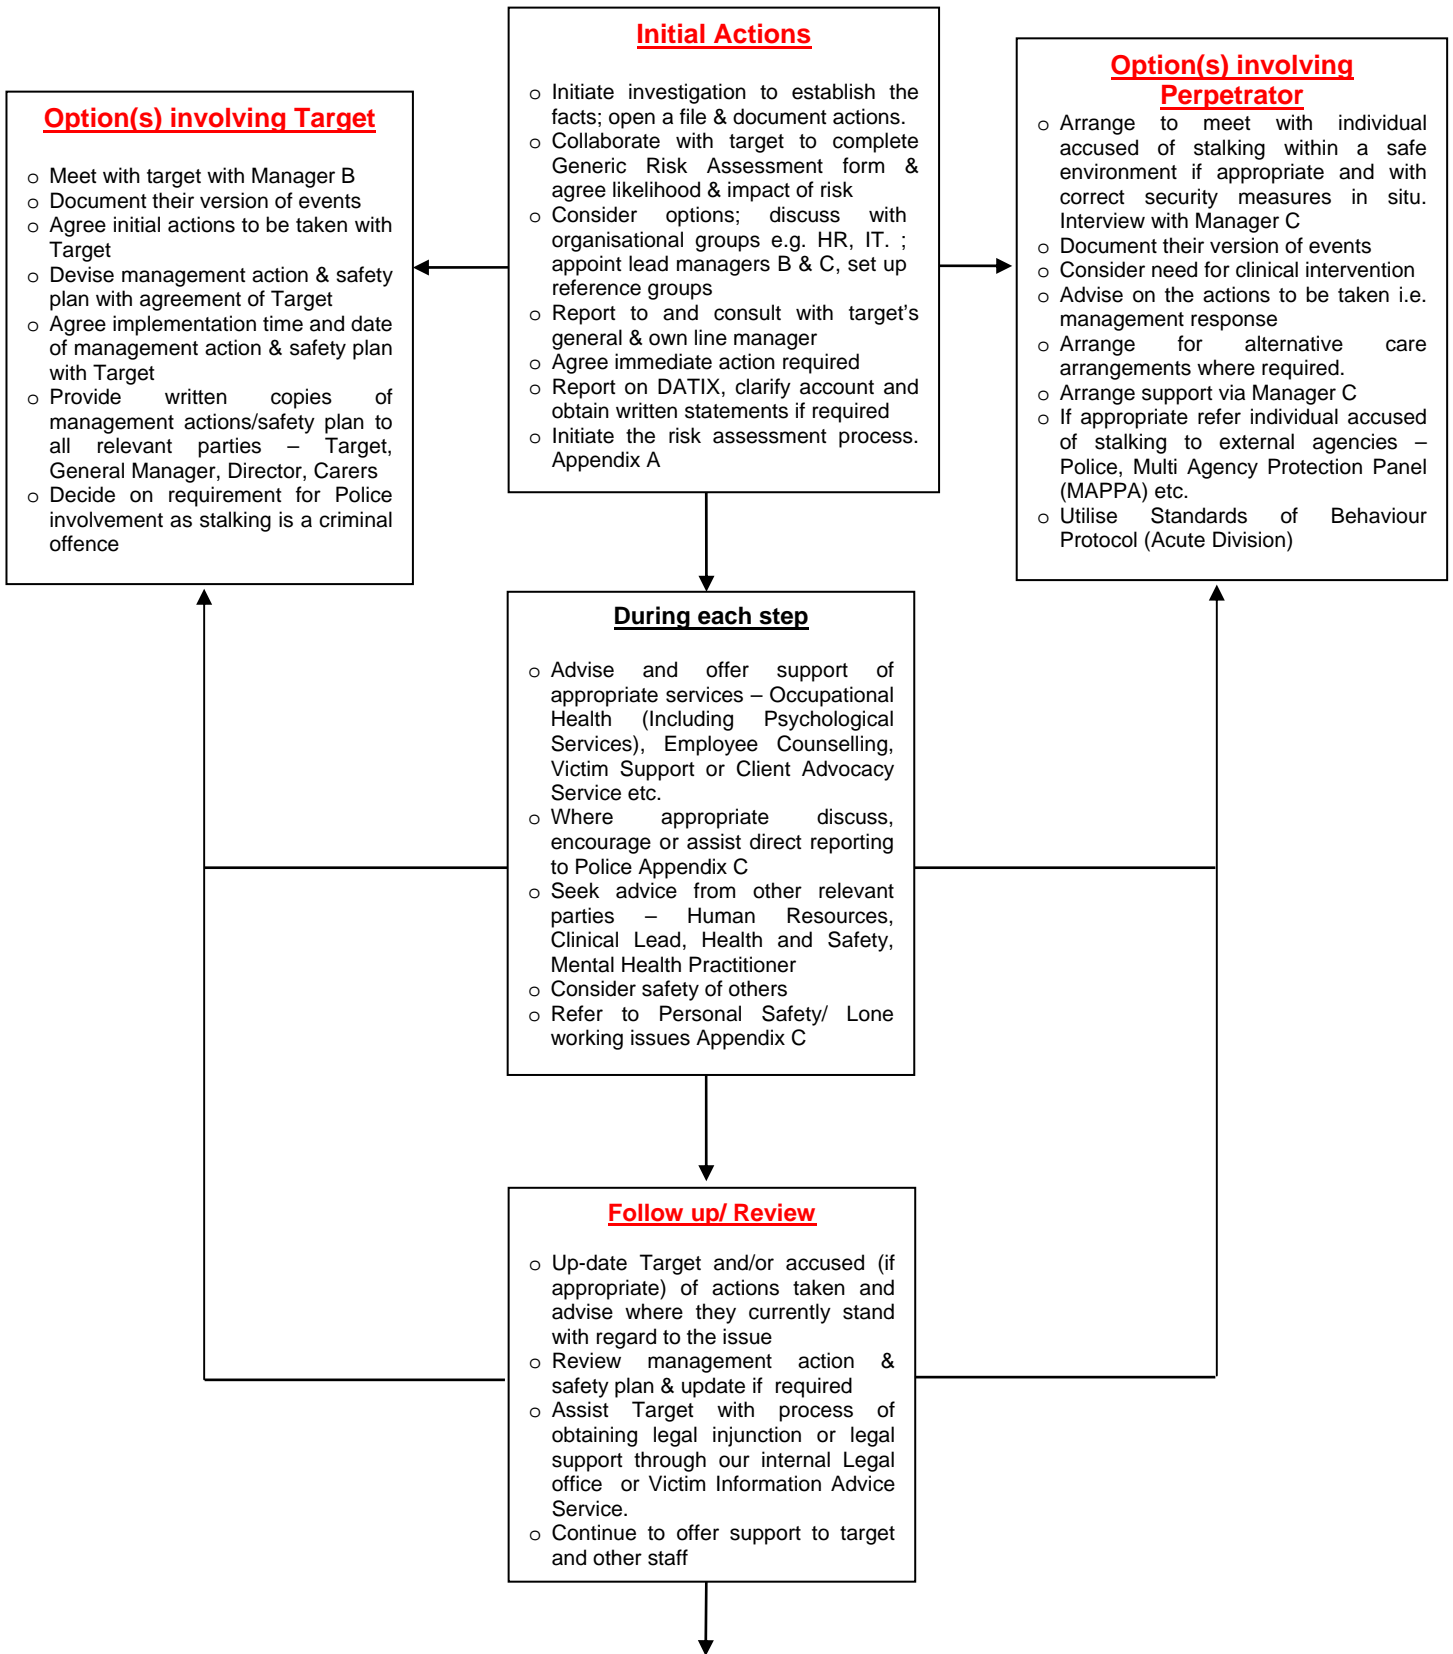 Initial Actions
o Initiate investigation to establish the
facts; open a file & document actions.
o Collaborate with target to complete
Generic Risk Assessment form &
agree likelihood & impact of risk
o Consider options; discuss with
organisational groups e.g. HR, IT. ;
appoint lead managers B & C, set up
reference groups
o Report to and consult with target's
general & own line manager
o Agree immediate action required
o Report on DATIX, clarify account and
obtain written statements if required
o Initiate the risk assessment process.
Appendix A
Option(s) involving Target
o Meet with target with Manager B
o Document their version of events
o Agree initial actions to be taken with
Target
o Devise management action & safety
plan with agreement of Target
o Agree implementation time and date
of management action & safety plan
with Target
o Provide written copies of
management actions/safety plan to
all relevant parties – Target,
General Manager, Director, Carers
o Decide on requirement for Police
involvement as stalking is a criminal
offence
Option(s) involving
Perpetrator
o Arrange to meet with individual
accused of stalking within a safe
environment if appropriate and with
correct security measures in situ.
Interview with Manager C
o Document their version of events
o Consider need for clinical intervention
o Advise on the actions to be taken i.e.
management response
o Arrange for alternative care
arrangements where required.
o Arrange support via Manager C
o If appropriate refer individual accused
of stalking to external agencies –
Police, Multi Agency Protection Panel
(MAPPA) etc.
o Utilise Standards of Behaviour
Protocol (Acute Division)
During each step
o Advise and offer support of
appropriate services – Occupational
Health (Including Psychological
Services), Employee Counselling,
Victim Support or Client Advocacy
Service etc.
o Where appropriate discuss,
encourage or assist direct reporting
to Police Appendix C
o Seek advice from other relevant
parties – Human Resources,
Clinical Lead, Health and Safety,
Mental Health Practitioner
o Consider safety of others
o Refer to Personal Safety/ Lone
working issues Appendix C
Follow up/ Review
o Up-date Target and/or accused (if
appropriate) of actions taken and
advise where they currently stand
with regard to the issue
o Review management action &
safety plan & update if required
o Assist Target with process of
obtaining legal injunction or legal
support through our internal Legal
office or Victim Information Advice
Service.
o Continue to offer support to target
and other staff